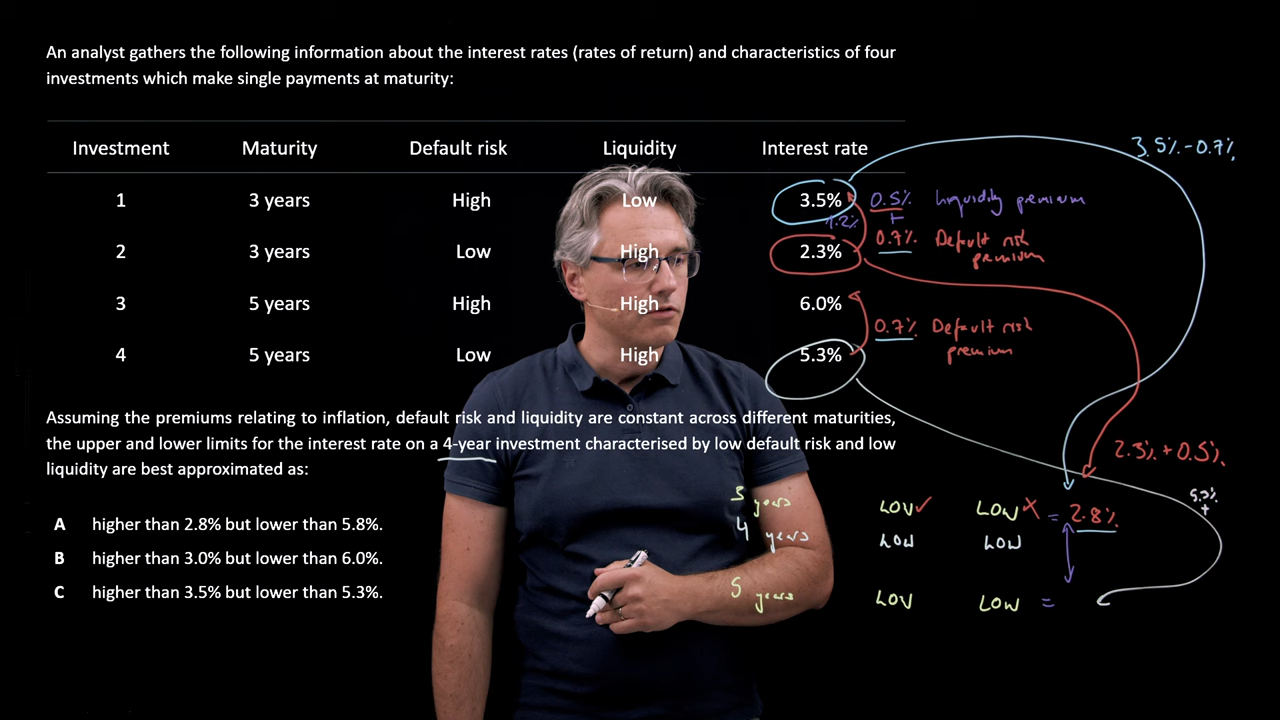 An analyst gathers the following information about the interest rates (rates of return) and characteristics of four
investments which make single payments at maturity:
Investment Maturity Default risk Liquidity Interest rate
1 3 years High Low 3.5%
2 3 years Low High 2.3%
3 5 years High High 6.0%
4 5 years Low High 5.3%
3.5%-0.7%
1.2%
0.5% Liquidity premium
+
0.7% Default risk
premium
0.7% Default risk
premium
Assuming the premiums relating to inflation, default risk and liquidity are constant across different maturities,
the upper and lower limits for the interest rate on a 4-year investment characterised by low default risk and low
liquidity are best approximated as:
A higher than 2.8% but lower than 5.8%.
B higher than 3.0% but lower than 6.0%.
C higher than 3.5% but lower than 5.3%.
2.3%+0.5%
5.3%
+
3 years LOW ✓ LOW X = 2.8%
4 years LOW LOW
5 years LOW LOW =